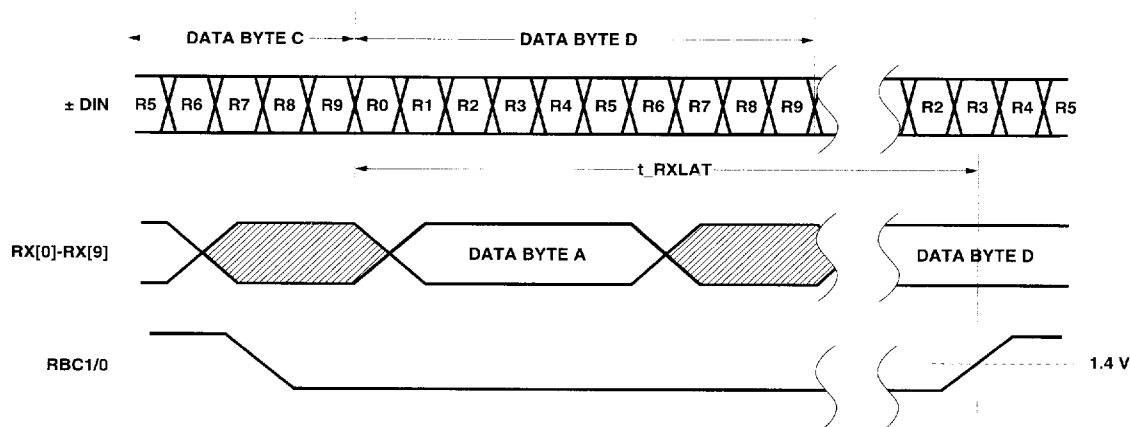 DATA BYTE C DATA BYTE D
± DIN R5 R6 R7 R8 R9 R0 R1 R2 R3 R4 R5 R6 R7 R8 R9 R2 R3 R4 R5
t_RXLAT
RX[0]-RX[9] DATA BYTE A DATA BYTE D
RBC1/0 1.4 V